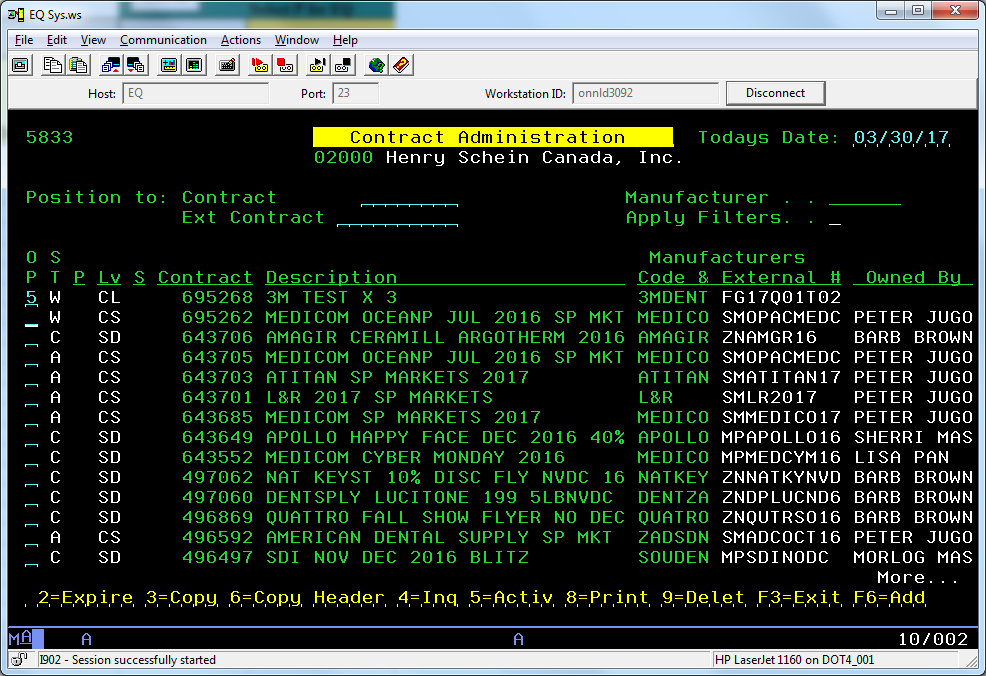 EQ Sys.ws
File Edit View Communication Actions Window Help
Host: EQ Port: 23 Workstation ID: onnld3092 Disconnect
5833 Contract Administration Todays Date: 03/30/17
02000 Henry Schein Canada, Inc.
Position to: Contract Manufacturer . .
Ext Contract Apply Filters. .
O S Manufacturers
P T P Lv S Contract Description Code & External # Owned By
5 W CL 695268 3M TEST X 3 3MDENT FG17Q01T02
W CS 695262 MEDICOM OCEANP JUL 2016 SP MKT MEDICO SMOPACMEDC PETER JUGO
C SD 643706 AMAGIR CERAMILL ARGOTHERM 2016 AMAGIR ZNAMGR16 BARB BROWN
A CS 643705 MEDICOM OCEANP JUL 2016 SP MKT MEDICO SMOPACMEDC PETER JUGO
A CS 643703 ATITAN SP MARKETS 2017 ATITAN SMATITAN17 PETER JUGO
A CS 643701 L&R 2017 SP MARKETS L&R SMLR2017 PETER JUGO
A CS 643685 MEDICOM SP MARKETS 2017 MEDICO SMMEDICO17 PETER JUGO
C SD 643649 APOLLO HAPPY FACE DEC 2016 40% APOLLO MPAPOLLO16 SHERRI MAS
C SD 643552 MEDICOM CYBER MONDAY 2016 MEDICO MPMEDCYM16 LISA PAN
C SD 497062 NAT KEYST 10% DISC FLY NVDC 16 NATKEY ZNNATKYNVD BARB BROWN
C SD 497060 DENTSPLY LUCITONE 199 5LBNVDC DENTZA ZNDPLUCND6 BARB BROWN
C SD 496869 QUATTRO FALL SHOW FLYER NO DEC QUATRO ZNQUTRSO16 BARB BROWN
A CS 496592 AMERICAN DENTAL SUPPLY SP MKT ZADSDN SMADCOCT16 PETER JUGO
C SD 496497 SDI NOV DEC 2016 BLITZ SOUDEN MPSDINODC MORLOG MAS
More...
2=Expire 3=Copy 6=Copy Header 4=Inq 5=Activ 8=Print 9=Delet F3=Exit F6=Add
MA A A 10/002
I902 - Session successfully started HP LaserJet 1160 on DOT4_001